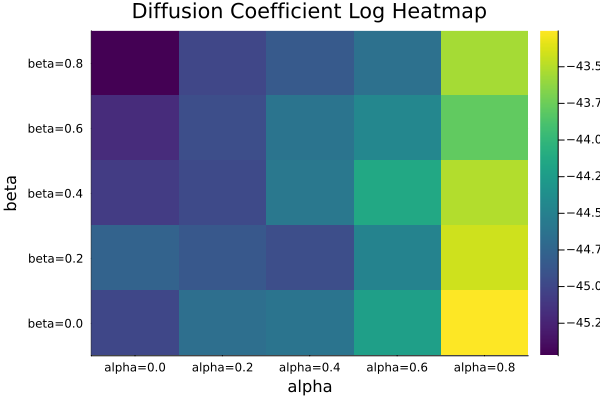 Diffusion Coefficient Log Heatmap
beta=0.8
beta=0.6
beta=0.4
beta=0.2
beta=0.0
beta
alpha=0.0 alpha=0.2 alpha=0.4 alpha=0.6 alpha=0.8
alpha
−43.5
−43.7
−44.0
−44.2
−44.5
−44.7
−45.0
−45.2